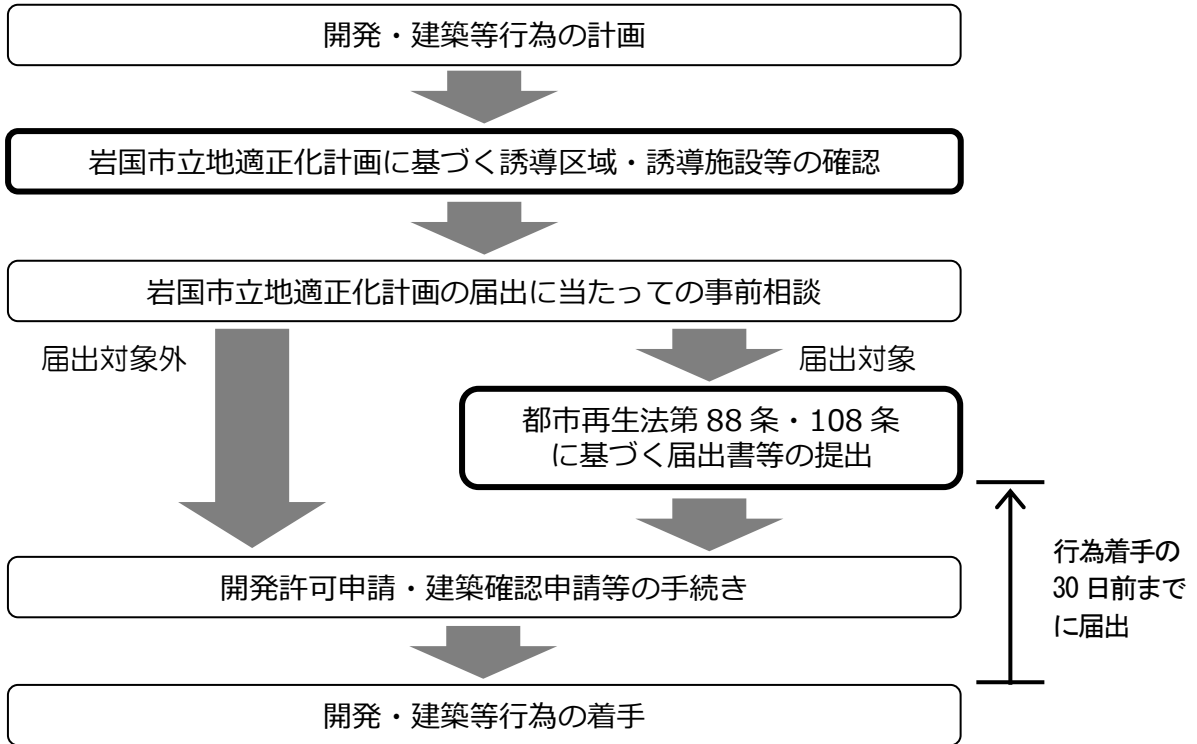 開発・建築等行為の計画
岩国市立地適正化計画に基づく誘導区域・誘導施設等の確認
岩国市立地適正化計画の届出に当たっての事前相談
届出対象外
届出対象
都市再生法第 88 条・108 条
に基づく届出書等の提出
行為着手の
30 日前まで
に届出
開発許可申請・建築確認申請等の手続き
開発・建築等行為の着手